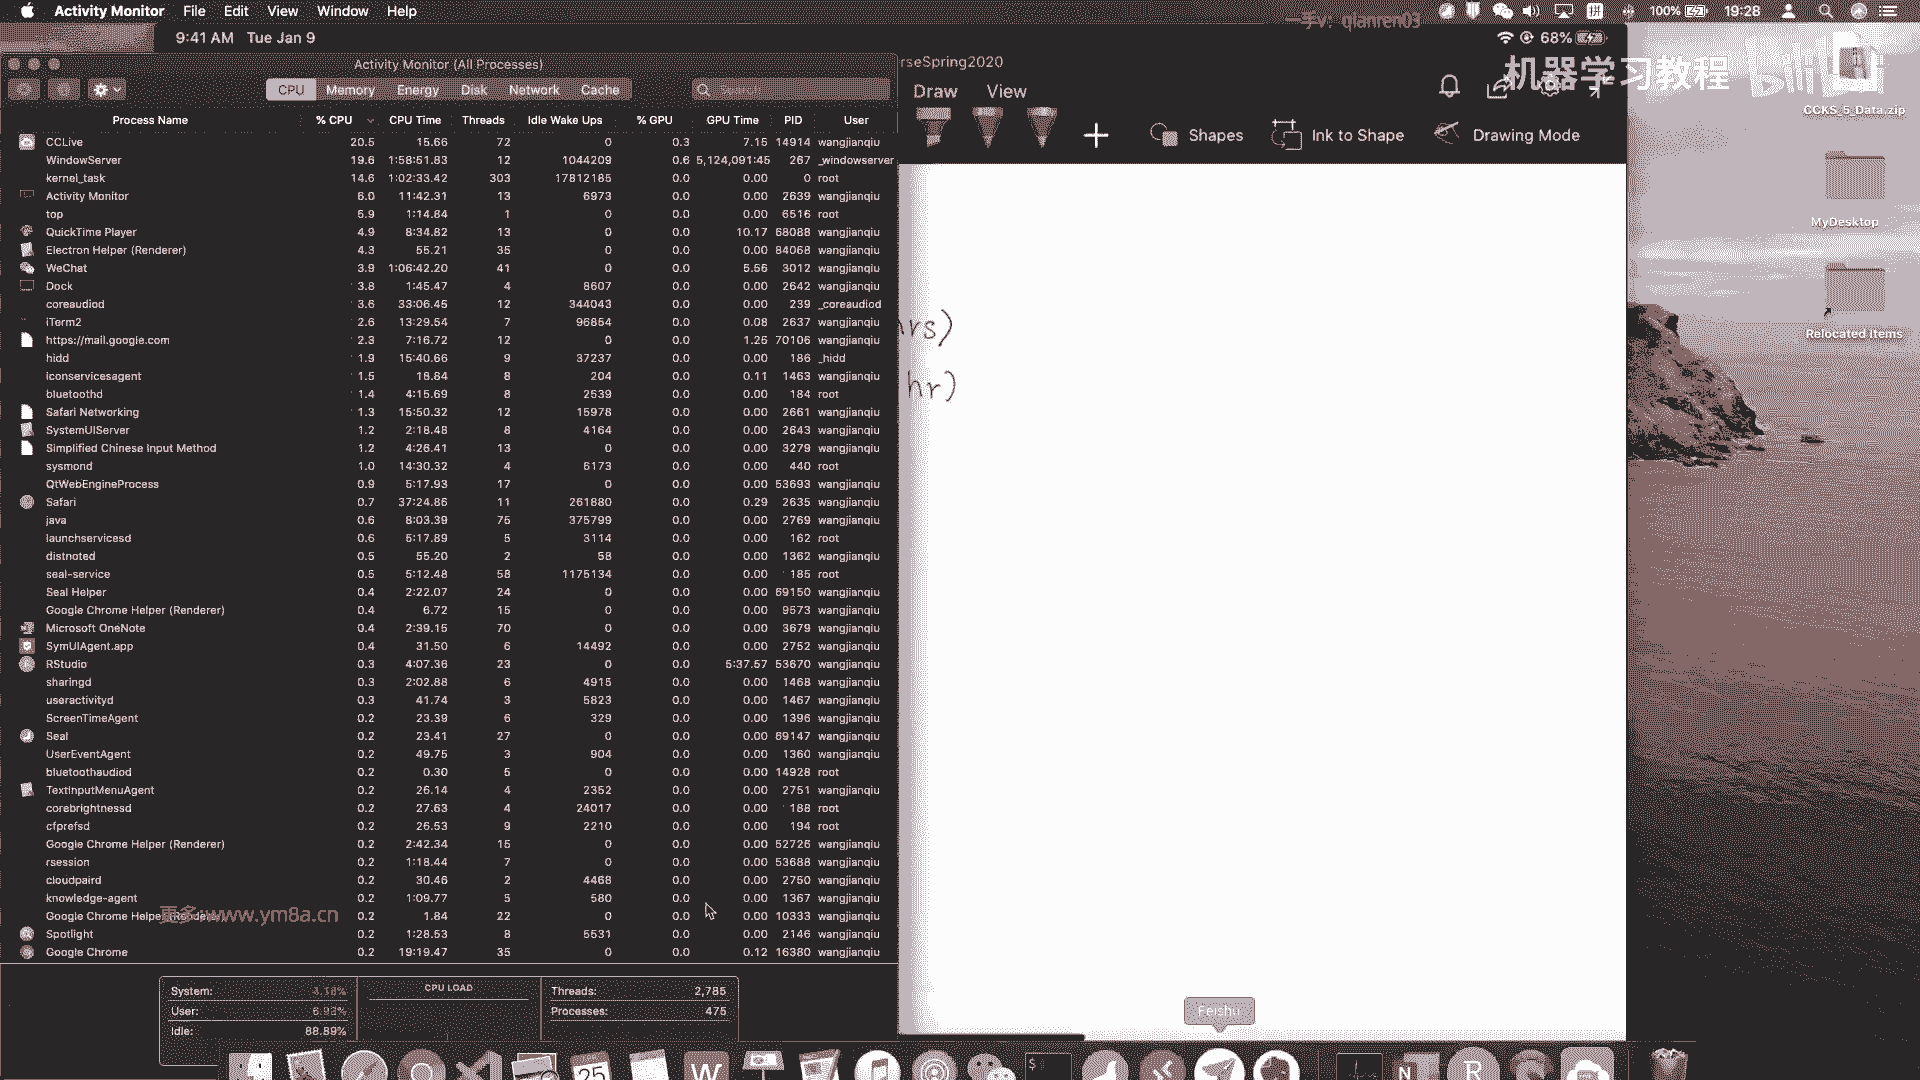 Activity Monitor File Edit View Window Help
一手v: qianren03
100% 拼 19:28
9:41 AM Tue Jan 9
68%
Activity Monitor (All Processes)
rseSpring2020
机器学习教程
bili
CPU Memory Energy Disk Network Cache
Search
Draw View
Shapes Ink to Shape Drawing Mode
CCKS_5_Data.zip
MyDesktop
Relocated Items
rs)
hr)
Process Name % CPU CPU Time Threads Idle Wake Ups % GPU GPU Time PID User
CCLive 20.5 15.66 72 0 0.3 7.15 14914 wangjianqiu
WindowServer 19.6 1:58:51.83 12 1044209 0.6 5,124,091:45 267 _windowserver
kernel_task 14.6 1:02:33.42 303 17812185 0.0 0.00 0 root
Activity Monitor 6.0 11:42.31 13 6973 0.0 0.00 2639 wangjianqiu
top 5.9 1:14.84 1 0 0.0 0.00 6516 root
QuickTime Player 4.9 8:34.82 13 0 0.0 10.17 68088 wangjianqiu
Electron Helper (Renderer) 4.3 55.21 35 0 0.0 0.00 84068 wangjianqiu
WeChat 3.9 1:06:42.20 41 0 0.0 5.56 3012 wangjianqiu
Dock 3.8 1:45.47 4 8607 0.0 0.00 2642 wangjianqiu
coreaudiod 3.6 33:06.45 12 344043 0.0 0.00 239 _coreaudiod
iTerm2 2.6 13:29.54 7 96854 0.0 0.08 2637 wangjianqiu
https://mail.google.com 2.3 7:16.72 12 0 0.0 1.26 70106 wangjianqiu
hidd 1.9 15:40.66 9 37237 0.0 0.00 186 _hidd
iconservicesagent 1.5 18.84 8 204 0.0 0.11 1463 wangjianqiu
bluetoothd 1.4 4:15.69 8 2539 0.0 0.00 184 root
Safari Networking 1.3 15:50.32 12 15978 0.0 0.00 2661 wangjianqiu
SystemUIServer 1.2 2:18.48 8 4164 0.0 0.00 2643 wangjianqiu
Simplified Chinese Input Method 1.2 4:26.41 13 0 0.0 0.00 3279 wangjianqiu
sysmond 1.0 14:30.32 4 6173 0.0 0.00 440 root
QtWebEngineProcess 0.9 5:17.93 17 0 0.0 0.00 53693 wangjianqiu
Safari 0.7 37:24.86 11 261880 0.0 0.29 2635 wangjianqiu
java 0.6 8:03.39 75 375799 0.0 0.00 2769 wangjianqiu
launchservicesd 0.6 5:17.89 5 3114 0.0 0.00 162 root
distnoted 0.5 55.20 2 58 0.0 0.00 1362 wangjianqiu
seal-service 0.5 5:12.48 58 1175134 0.0 0.00 185 root
Seal Helper 0.4 2:22.07 24 0 0.0 0.00 69150 wangjianqiu
Google Chrome Helper (Renderer) 0.4 6.72 15 0 0.0 0.00 9573 wangjianqiu
Microsoft OneNote 0.4 2:39.15 70 0 0.0 0.00 3679 wangjianqiu
SymUIAgent.app 0.4 31.50 6 14492 0.0 0.00 2752 wangjianqiu
RStudio 0.3 4:07.36 23 0 0.0 5:37.57 53670 wangjianqiu
sharingd 0.3 2:02.88 6 4915 0.0 0.00 1468 wangjianqiu
useractivityd 0.3 41.74 3 5823 0.0 0.00 1467 wangjianqiu
ScreenTimeAgent 0.2 23.39 6 329 0.0 0.00 1396 wangjianqiu
Seal 0.2 23.41 27 0 0.0 0.00 69147 wangjianqiu
UserEventAgent 0.2 49.75 3 904 0.0 0.00 1360 wangjianqiu
bluetoothaudiod 0.2 0.30 5 0 0.0 0.00 14928 root
TextInputMenuAgent 0.2 26.14 4 2352 0.0 0.00 2751 wangjianqiu
corebrightnessd 0.2 27.63 4 24017 0.0 0.00 188 root
cfprefsd 0.2 26.53 9 2210 0.0 0.00 194 root
Google Chrome Helper (Renderer) 0.2 2:42.34 15 0 0.0 0.00 52726 wangjianqiu
rsession 0.2 1:18.44 7 0 0.0 0.00 53688 wangjianqiu
cloudpaird 0.2 30.46 2 4468 0.0 0.00 2750 wangjianqiu
knowledge-agent 0.2 1:09.77 5 580 0.0 0.00 1367 wangjianqiu
Google Chrome Helper (Renderer) 0.2 1.84 22 0 0.0 0.00 10333 wangjianqiu
更多:www.ym8a.cn
Spotlight 0.2 1:28.53 8 5531 0.0 0.00 2146 wangjianqiu
Google Chrome 0.2 19:19.47 35 0 0.0 0.12 16380 wangjianqiu
System: CPU LOAD Threads: 2,785
User: Processes: 475
Idle: 88.89%
Feishu
25
W
N
R